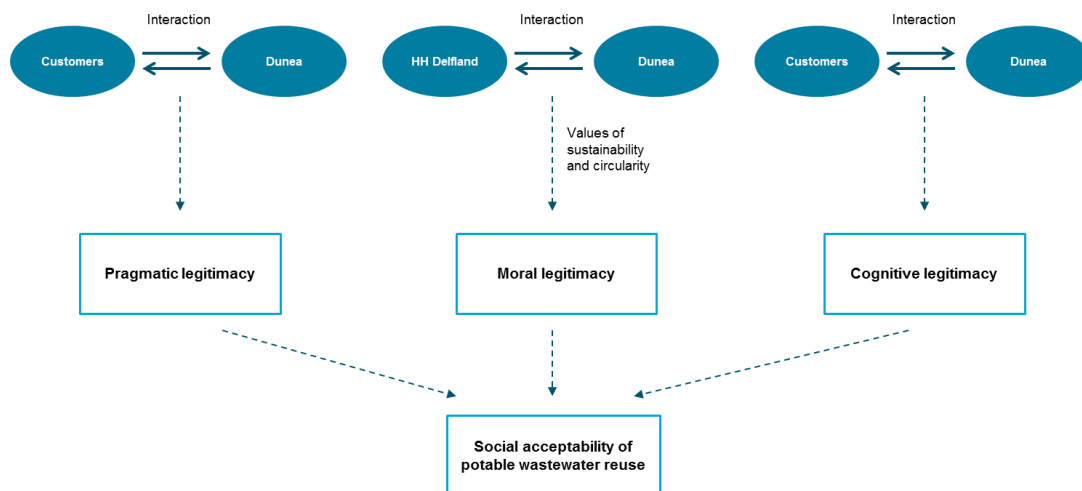 Interaction
Interaction
Interaction
Customers
Dunea
HH Delfland
Dunea
Customers
Dunea
Values of
sustainability
and circularity
Pragmatic legitimacy
Moral legitimacy
Cognitive legitimacy
Social acceptability of
potable wastewater reuse